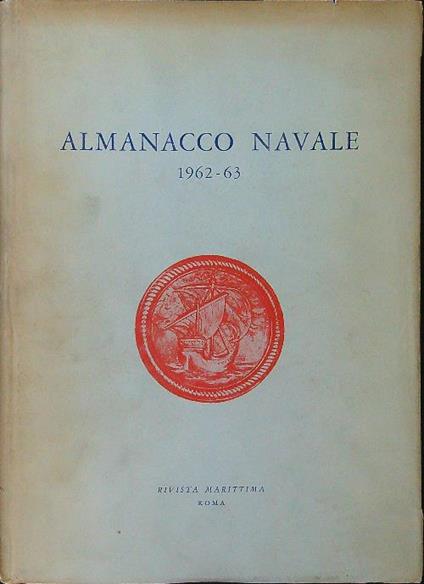 ALMANACCO NAVALE
1962-63
RIVISTA MARITTIMA
ROMA